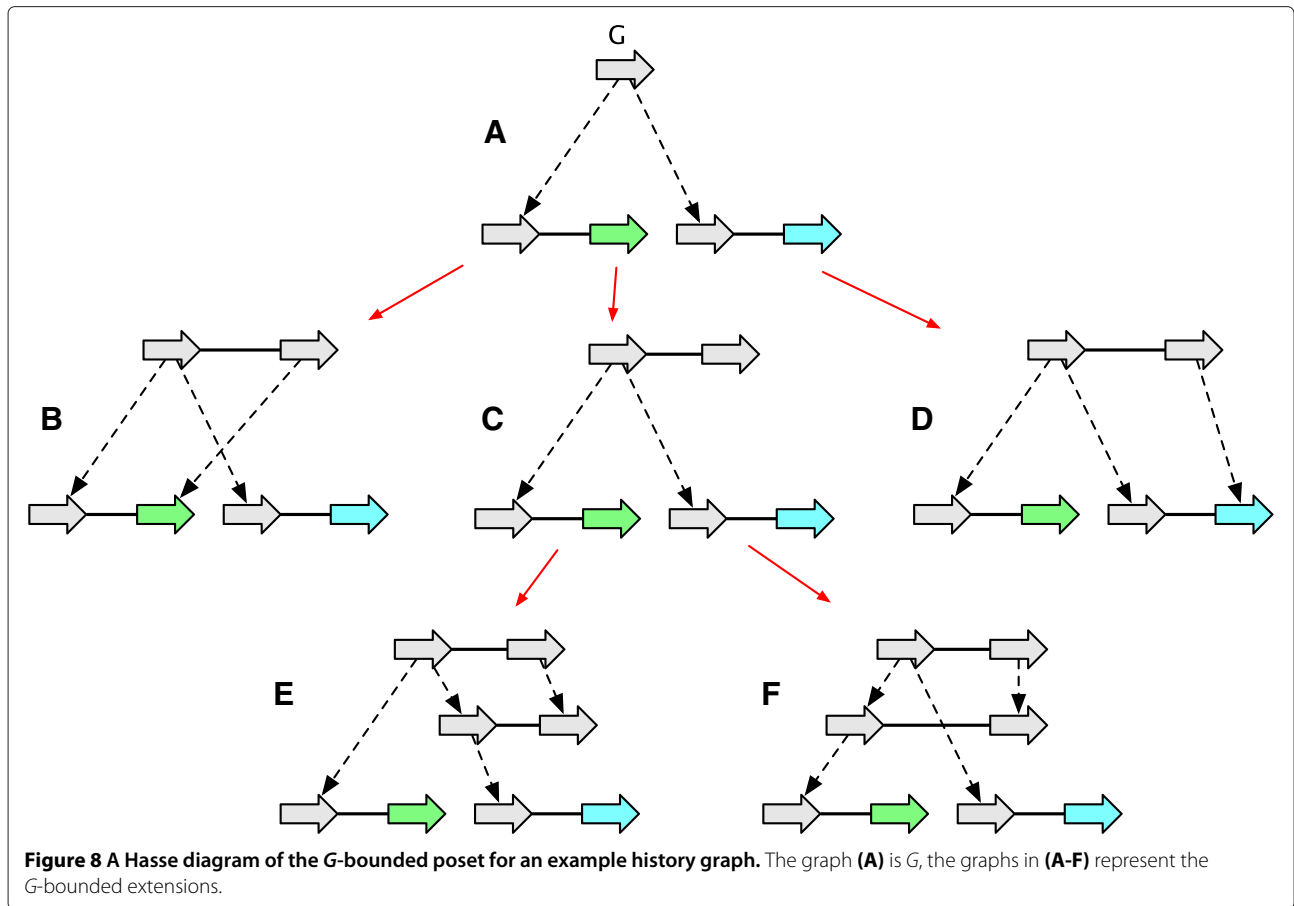 G
A
B
C
D
E
F
Figure 8 A Hasse diagram of the G-bounded poset for an example history graph. The graph (A) is G, the graphs in (A-F) represent the
G-bounded extensions.